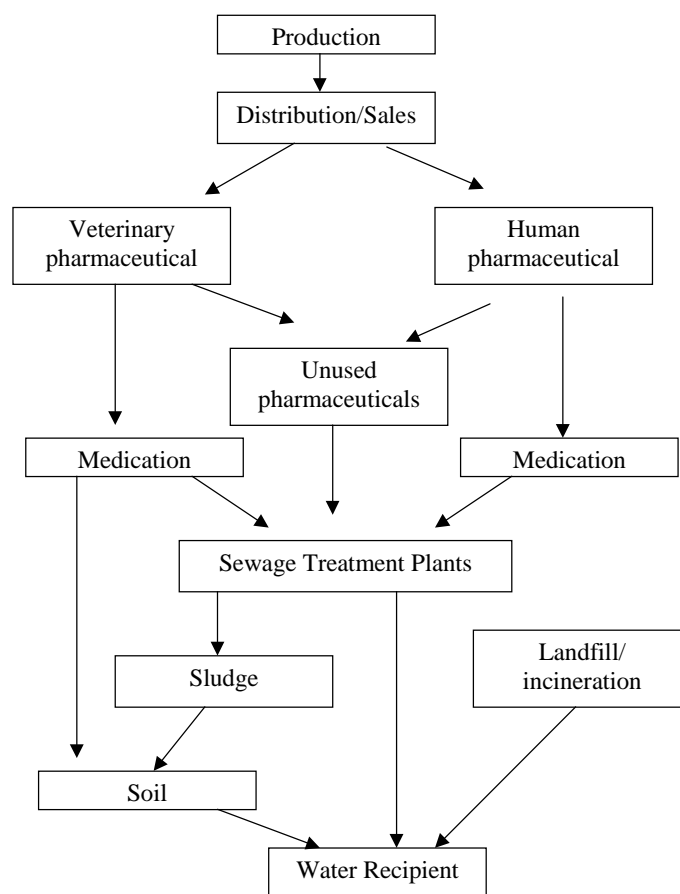 Production
Distribution/Sales
Veterinary
pharmaceutical
Human
pharmaceutical
Unused
pharmaceuticals
Medication
Medication
Sewage Treatment Plants
Sludge
Landfill/
incineration
Soil
Water Recipient